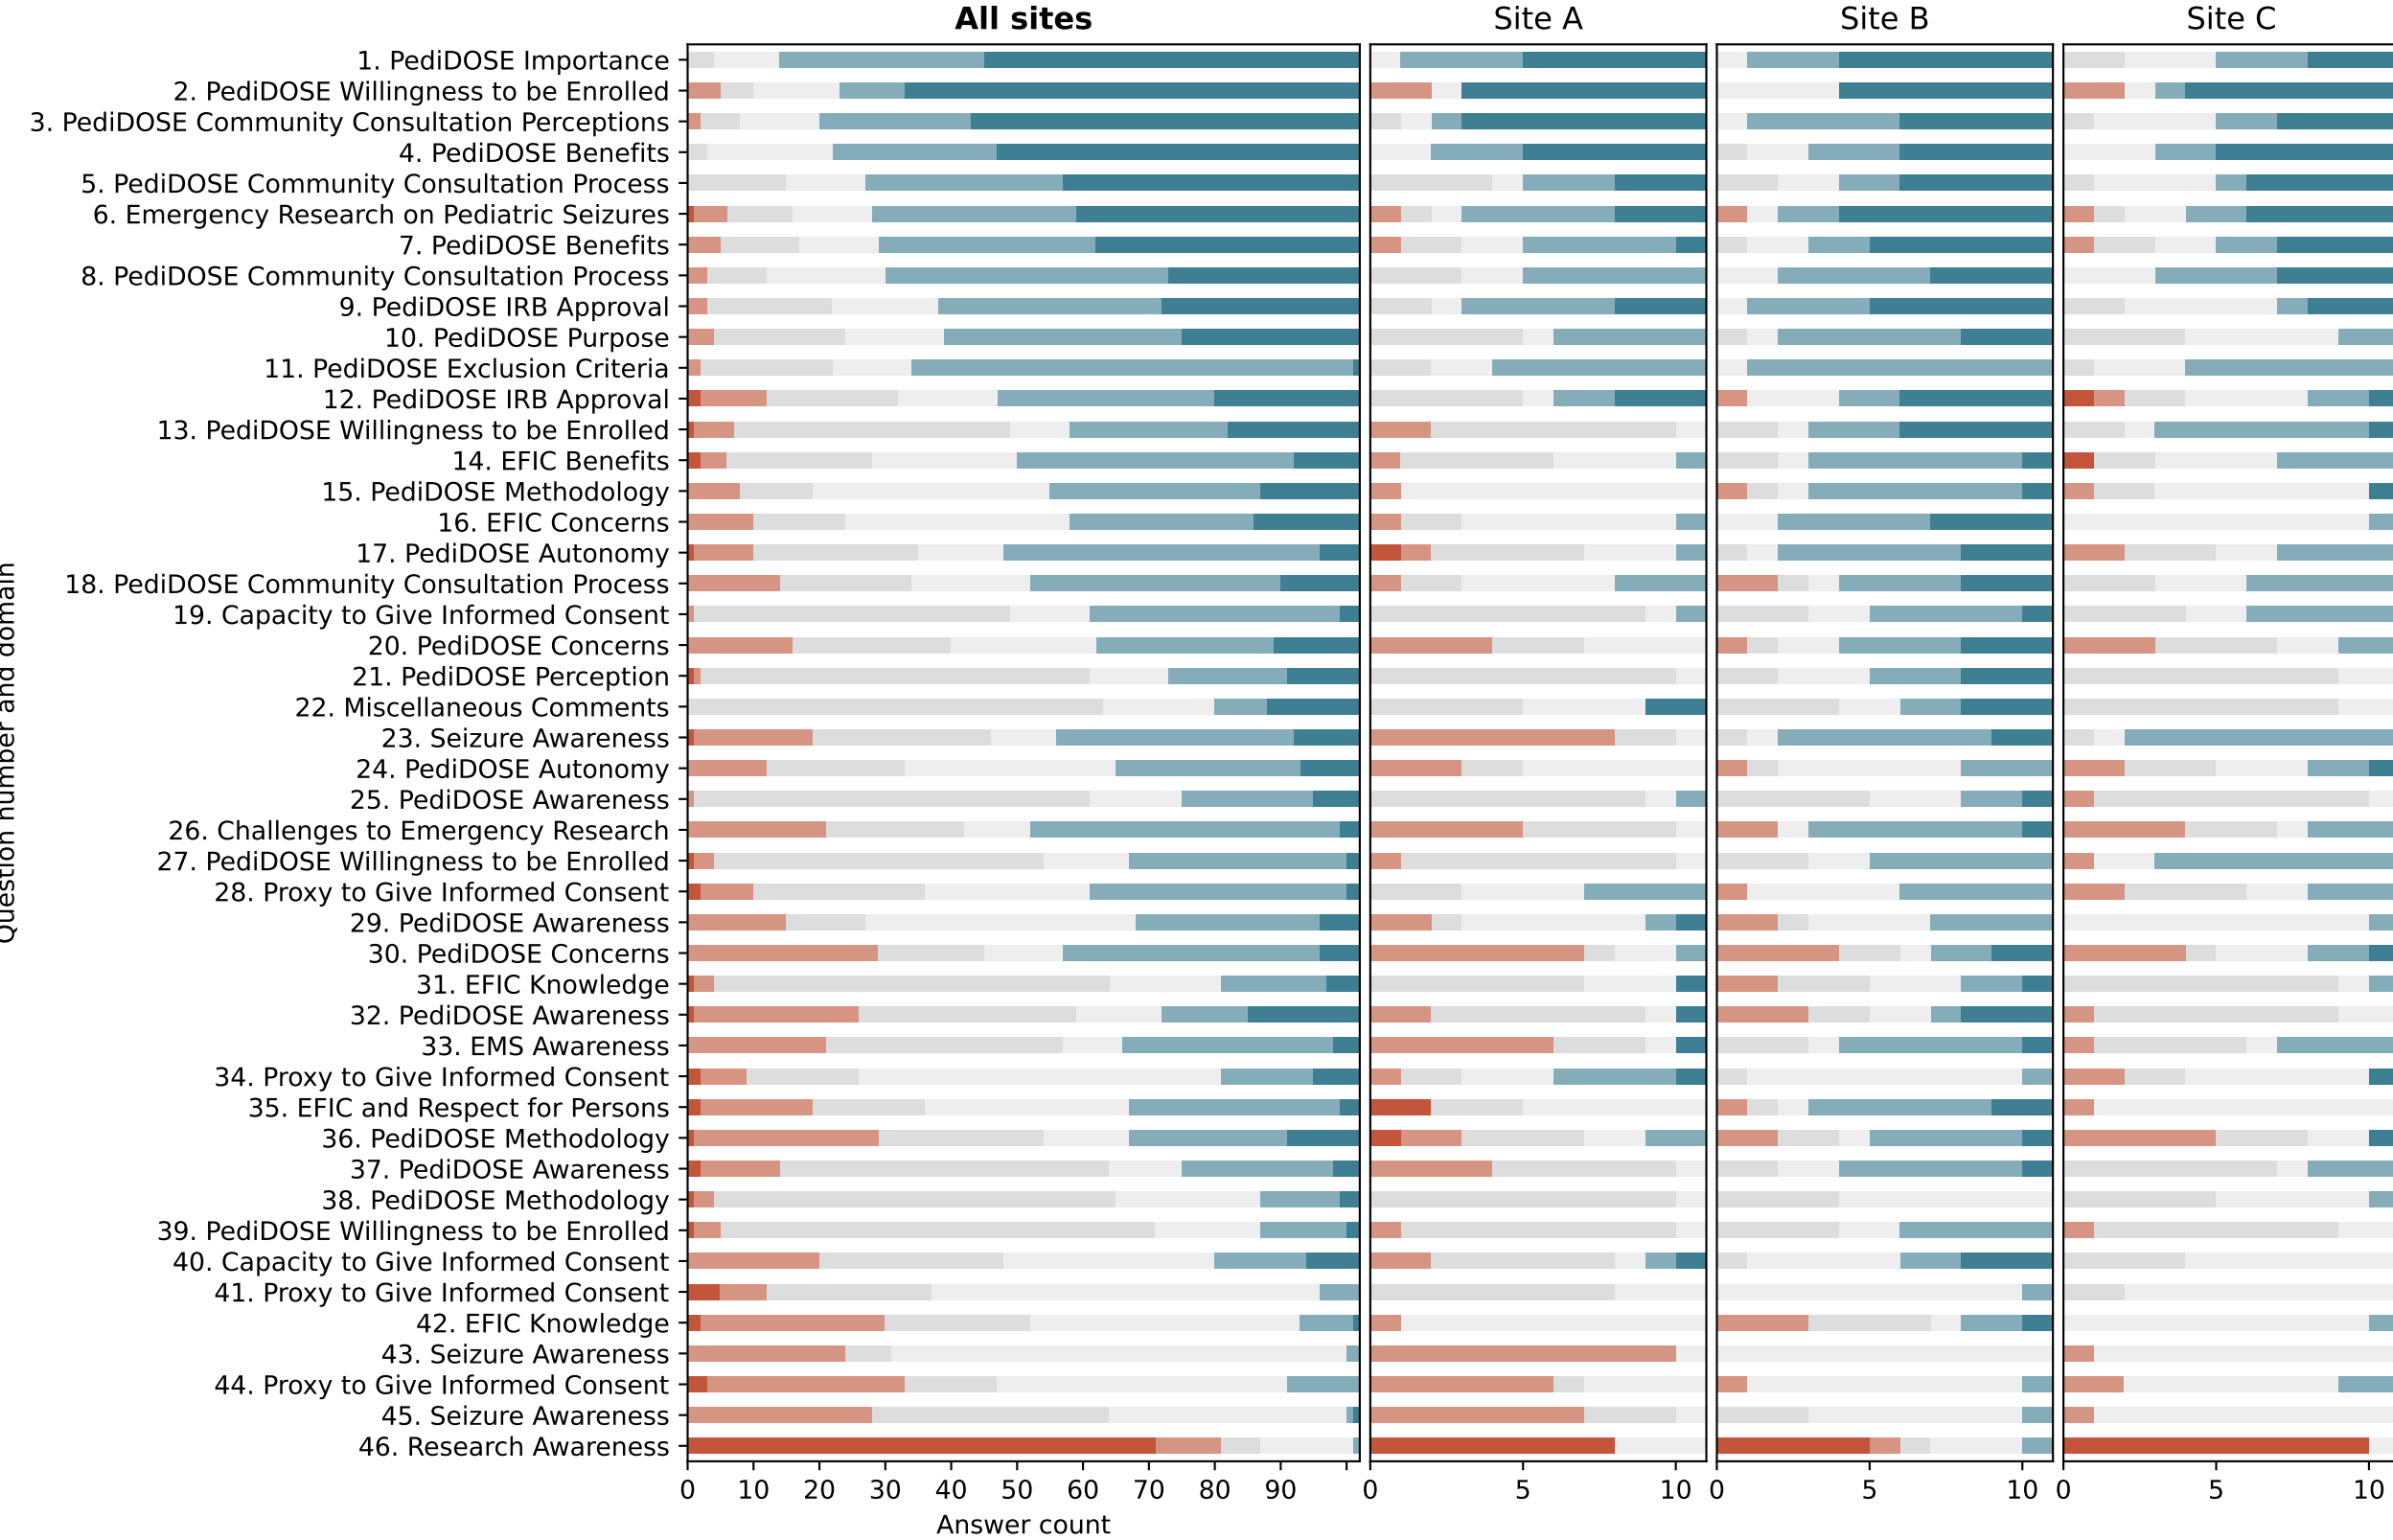 All sites
Site A
Site B
Site C
Question number and domain
1. PediDOSE Importance
2. PediDOSE Willingness to be Enrolled
3. PediDOSE Community Consultation Perceptions
4. PediDOSE Benefits
5. PediDOSE Community Consultation Process
6. Emergency Research on Pediatric Seizures
7. PediDOSE Benefits
8. PediDOSE Community Consultation Process
9. PediDOSE IRB Approval
10. PediDOSE Purpose
11. PediDOSE Exclusion Criteria
12. PediDOSE IRB Approval
13. PediDOSE Willingness to be Enrolled
14. EFIC Benefits
15. PediDOSE Methodology
16. EFIC Concerns
17. PediDOSE Autonomy
18. PediDOSE Community Consultation Process
19. Capacity to Give Informed Consent
20. PediDOSE Concerns
21. PediDOSE Perception
22. Miscellaneous Comments
23. Seizure Awareness
24. PediDOSE Autonomy
25. PediDOSE Awareness
26. Challenges to Emergency Research
27. PediDOSE Willingness to be Enrolled
28. Proxy to Give Informed Consent
29. PediDOSE Awareness
30. PediDOSE Concerns
31. EFIC Knowledge
32. PediDOSE Awareness
33. EMS Awareness
34. Proxy to Give Informed Consent
35. EFIC and Respect for Persons
36. PediDOSE Methodology
37. PediDOSE Awareness
38. PediDOSE Methodology
39. PediDOSE Willingness to be Enrolled
40. Capacity to Give Informed Consent
41. Proxy to Give Informed Consent
42. EFIC Knowledge
43. Seizure Awareness
44. Proxy to Give Informed Consent
45. Seizure Awareness
46. Research Awareness
0 10 20 30 40 50 60 70 80 90
0 5 10
0 5 10
0 5 10
Answer count